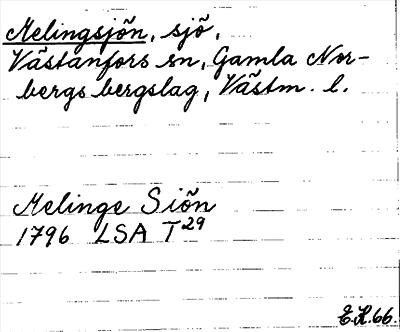 Melingsjön, sjö,
Västanfors sn, Gamla Nor-
bergs bergslag, Västm. l.
Melinge Siön
1796 LSA T29
E.H.66.